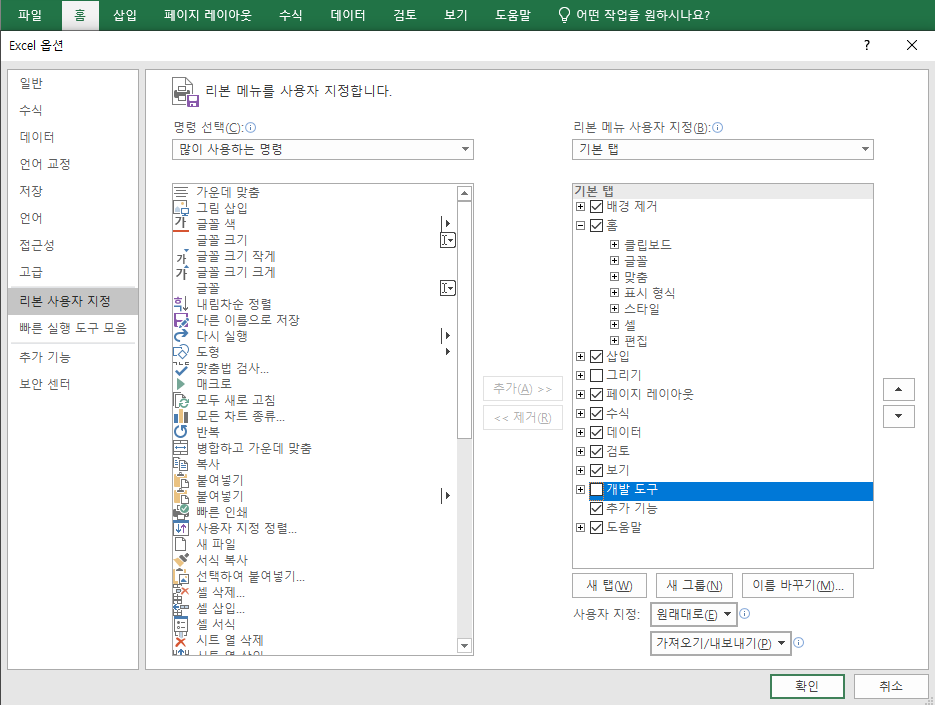 파일 홈 삽입 페이지 레이아웃 수식 데이터 검토 보기 도움말 어떤 작업을 원하시나요?
Excel 옵션 ?
일반
수식
데이터
언어 교정
저장
언어
접근성
고급
리본 사용자 지정
빠른 실행 도구 모음
추가 기능
보안 센터
리본 메뉴를 사용자 지정합니다.
명령 선택(C):
많이 사용하는 명령
가운데 맞춤
그림 삽입
글꼴 색
글꼴 크기
글꼴 크기 작게
글꼴 크기 크게
글꼴
내림차순 정렬
다른 이름으로 저장
다시 실행
도형
맞춤법 검사...
매크로
모두 새로 고침
모든 차트 종류...
반복
병합하고 가운데 맞춤
복사
붙여넣기
붙여넣기
빠른 인쇄
사용자 지정 정렬...
새 파일
서식 복사
선택하여 붙여넣기...
셀 삭제...
셀 삽입...
셀 서식
시트 열 삭제
시트 열 삽입
추가(A) >>
<< 제거(R)
리본 메뉴 사용자 지정(B):
기본 탭
기본 탭
배경 제거
홈
클립보드
글꼴
맞춤
표시 형식
스타일
셀
편집
삽입
그리기
페이지 레이아웃
수식
데이터
검토
보기
개발 도구
추가 기능
도움말
새 탭(W) 새 그룹(N) 이름 바꾸기(M)...
사용자 지정: 원래대로(E)
가져오기/내보내기(P)
확인 취소